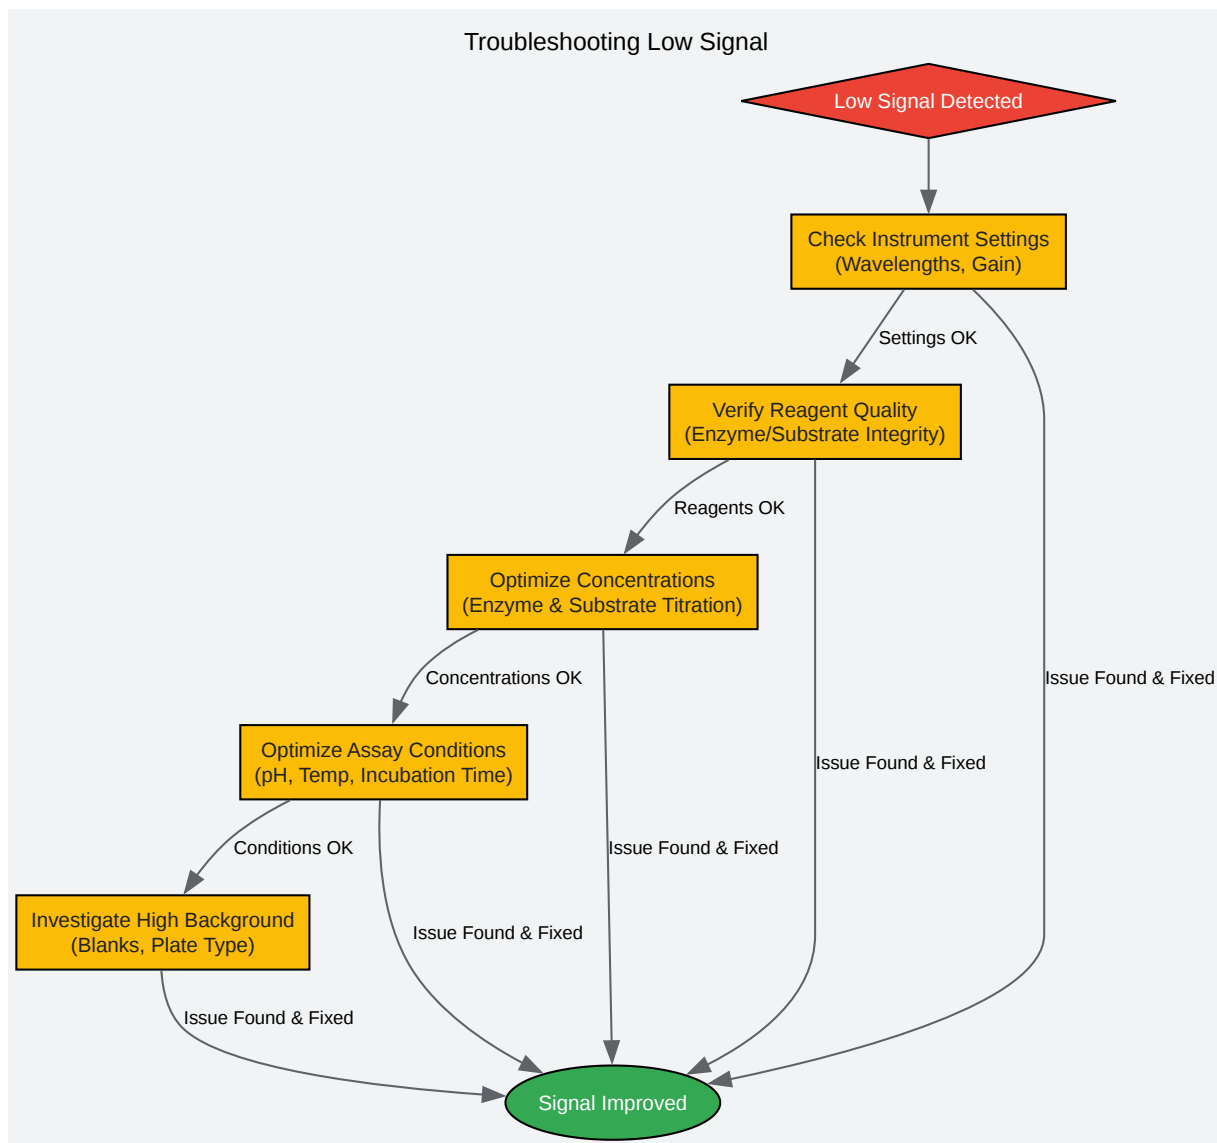 Troubleshooting Low Signal
Low Signal Detected
Check Instrument Settings
(Wavelengths, Gain)
Settings OK
Verify Reagent Quality
(Enzyme/Substrate Integrity)
Reagents OK
Optimize Concentrations
(Enzyme & Substrate Titration)
Concentrations OK
Issue Found & Fixed
Optimize Assay Conditions
(pH, Temp, Incubation Time)
Issue Found & Fixed
Conditions OK
Issue Found & Fixed
Investigate High Background
(Blanks, Plate Type)
Issue Found & Fixed
Issue Found & Fixed
Signal Improved